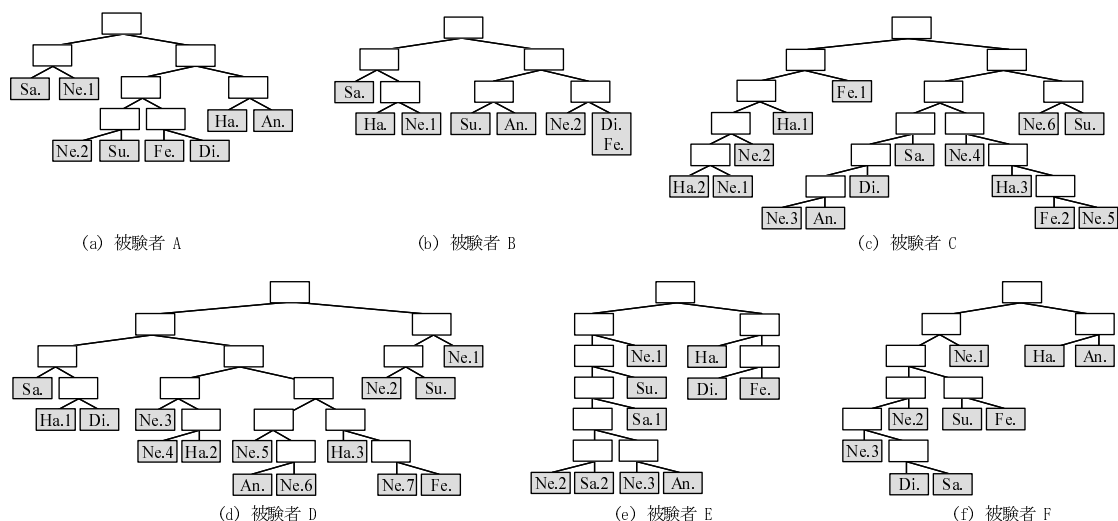 Sa. Ne.1
Ha. An.
Ne.2 Su. Fe. Di.
(a) 被験者 A
Sa.
Ha. Ne.1 Su. An. Ne.2 Di.
Fe.
(b) 被験者 B
Fe.1
Ha.1 Ne.6 Su.
Ne.2 Sa. Ne.4
Ha.2 Ne.1 Di. Ha.3
Ne.3 An. Fe.2 Ne.5
(c) 被験者 C
Ne.1
Sa. Ne.2 Su.
Ha.1 Di. Ne.3
Ne.4 Ha.2 Ne.5 Ha.3
An. Ne.6 Ne.7 Fe.
(d) 被験者 D
Ne.1 Ha.
Su. Di. Fe.
Sa.1
Ne.2 Sa.2 Ne.3 An.
(e) 被験者 E
Ne.1 Ha. An.
Ne.2 Su. Fe.
Ne.3
Di. Sa.
(f) 被験者 F